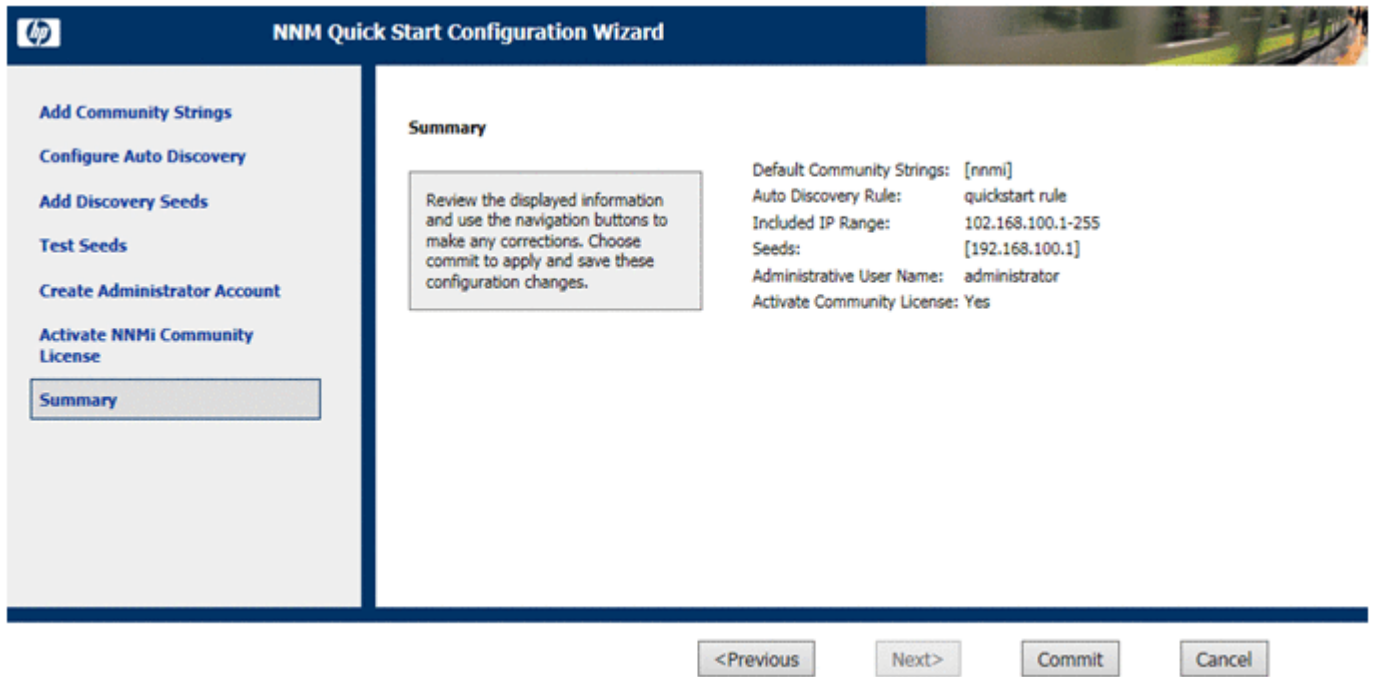 hp
NNM Quick Start Configuration Wizard
Add Community Strings
Configure Auto Discovery
Add Discovery Seeds
Test Seeds
Create Administrator Account
Activate NNMi Community
License
Summary
Summary
Review the displayed information
and use the navigation buttons to
make any corrections. Choose
commit to apply and save these
configuration changes.
Default Community Strings: [nnmi]
Auto Discovery Rule: quickstart rule
Included IP Range: 102.168.100.1-255
Seeds: [192.168.100.1]
Administrative User Name: administrator
Activate Community License: Yes
<Previous
Next>
Commit
Cancel